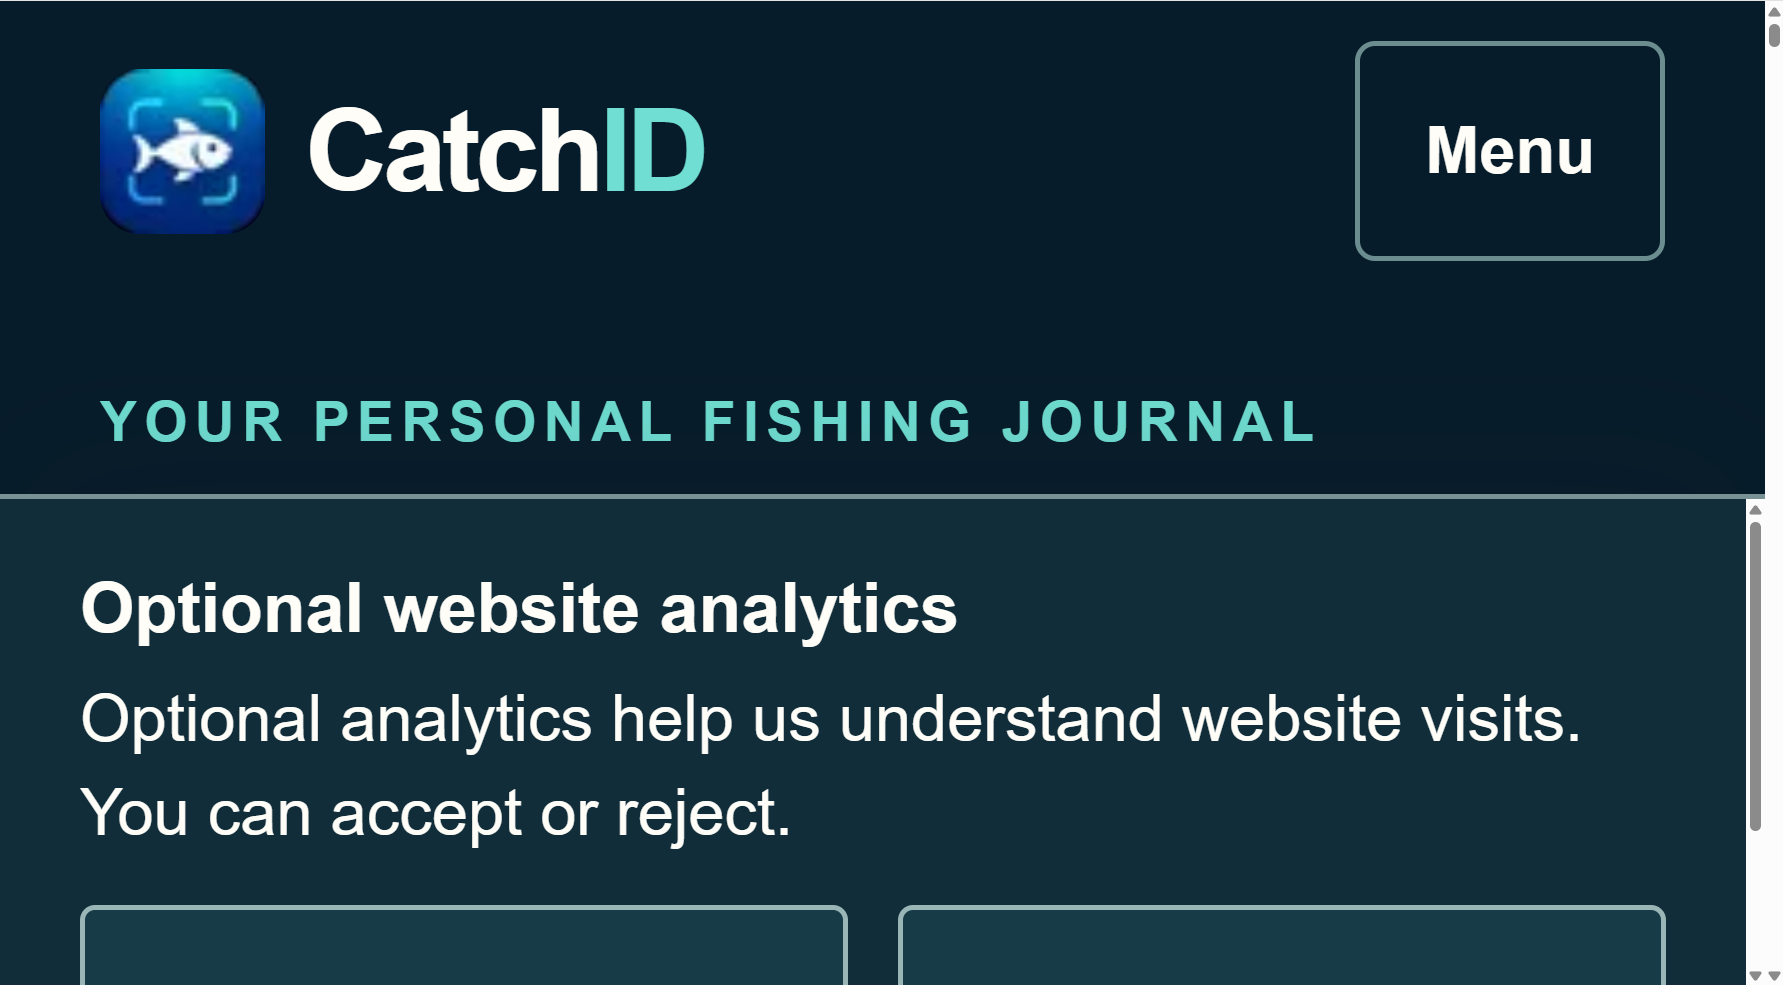 CatchID
Menu
YOUR PERSONAL FISHING JOURNAL
Optional website analytics
Optional analytics help us understand website visits.
You can accept or reject.